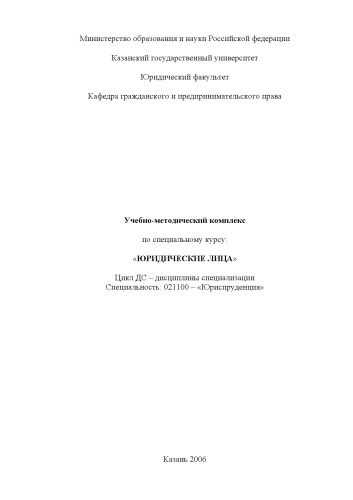 Министерство образования и науки Российской федерации
Казанский государственный университет
Юридический факультет
Кафедра гражданского и предпринимательского права
Учебно-методический комплекс
по специальному курсу:
«ЮРИДИЧЕСКИЕ ЛИЦА»
Цикл ДС – дисциплины специализации
Специальность: 021100 – «Юриспруденция»
Казань 2006